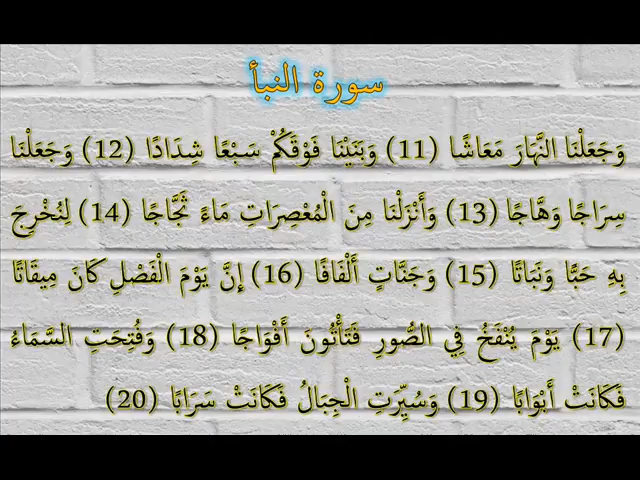 سورة النبأ
وَجَعَلْنَا النَّهَارَ مَعَاشًا (11) وَبَنَيْنَا فَوْقَكُمْ سَبْعًا شِدَادًا (12) وَجَعَلْنَا
سِرَاجًا وَهَّاجًا (13) وَأَنْزَلْنَا مِنَ الْمُعْصِرَاتِ مَاءً ثَجَّاجًا (14) لِنُخْرِجَ
بِهِ حَبًّا وَنَبَاتًا (15) وَجَنَّاتٍ أَلْفَافًا (16) إِنَّ يَوْمَ الْفَصْلِ كَانَ مِيقَاتًا
(17) يَوْمَ يُنْفَخُ فِي الصُّورِ فَتَأْتُونَ أَفْوَاجًا (18) وَفُتِحَتِ السَّمَاءُ
فَكَانَتْ أَبْوَابًا (19) وَسُيِّرَتِ الْجِبَالُ فَكَانَتْ سَرَابًا (20)